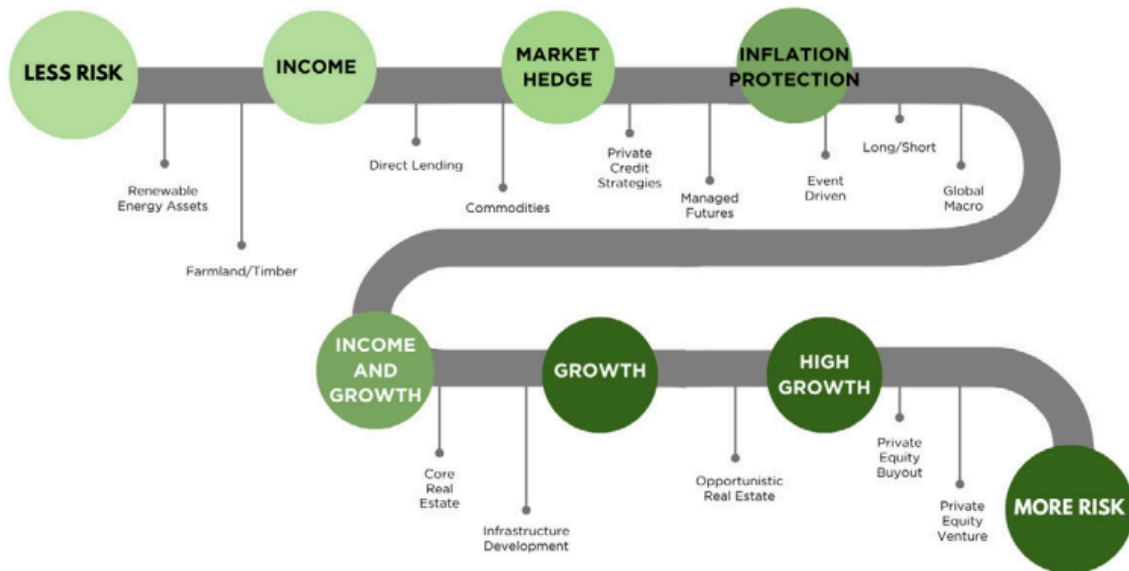 LESS RISK
INCOME
MARKET
HEDGE
INFLATION
PROTECTION
Renewable
Energy Assets
Farmland/Timber
Direct Lending
Commodities
Private
Credit
Strategies
Managed
Futures
Event
Driven
Long/Short
Global
Macro
INCOME
AND
GROWTH
GROWTH
HIGH
GROWTH
MORE RISK
Core
Real
Estate
Infrastructure
Development
Opportunistic
Real Estate
Private
Equity
Buyout
Private
Equity
Venture